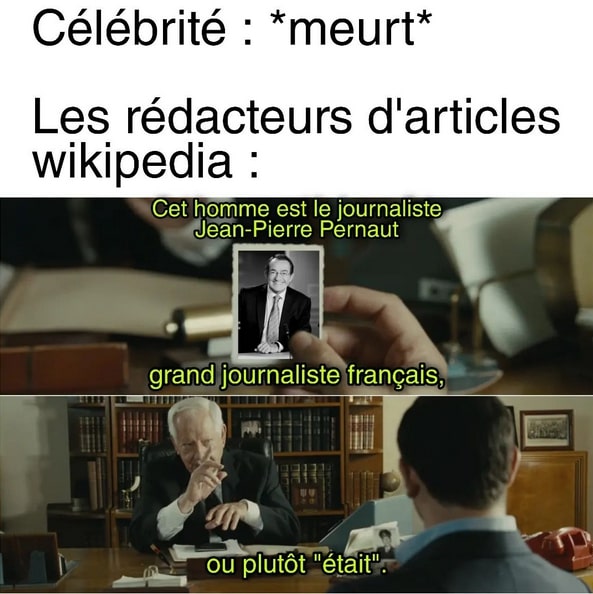 Célébrité : *meurt*
Les rédacteurs d'articles
wikipedia :
Cet homme est le journaliste
Jean-Pierre Pernaut
grand journaliste français,
ou plutôt "était".